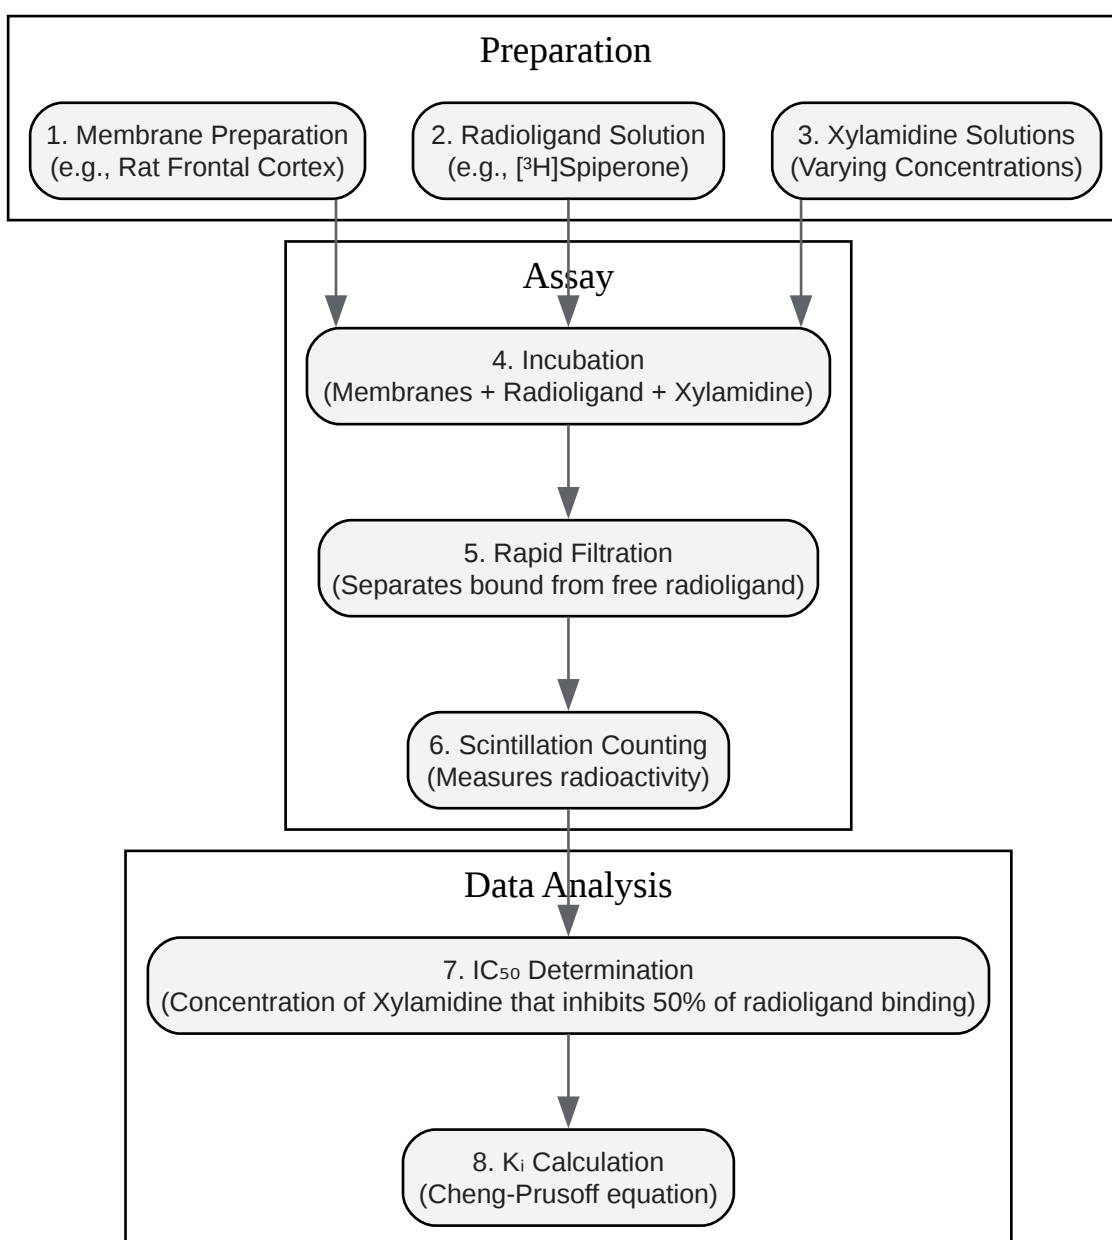 Preparation
1. Membrane Preparation
(e.g., Rat Frontal Cortex)
2. Radioligand Solution
(e.g., [³H]Spiperone)
3. Xylamidine Solutions
(Varying Concentrations)
Assay
4. Incubation
(Membranes + Radioligand + Xylamidine)
5. Rapid Filtration
(Separates bound from free radioligand)
6. Scintillation Counting
(Measures radioactivity)
Data Analysis
7. IC₅₀ Determination
(Concentration of Xylamidine that inhibits 50% of radioligand binding)
8. Kᵢ Calculation
(Cheng-Prusoff equation)